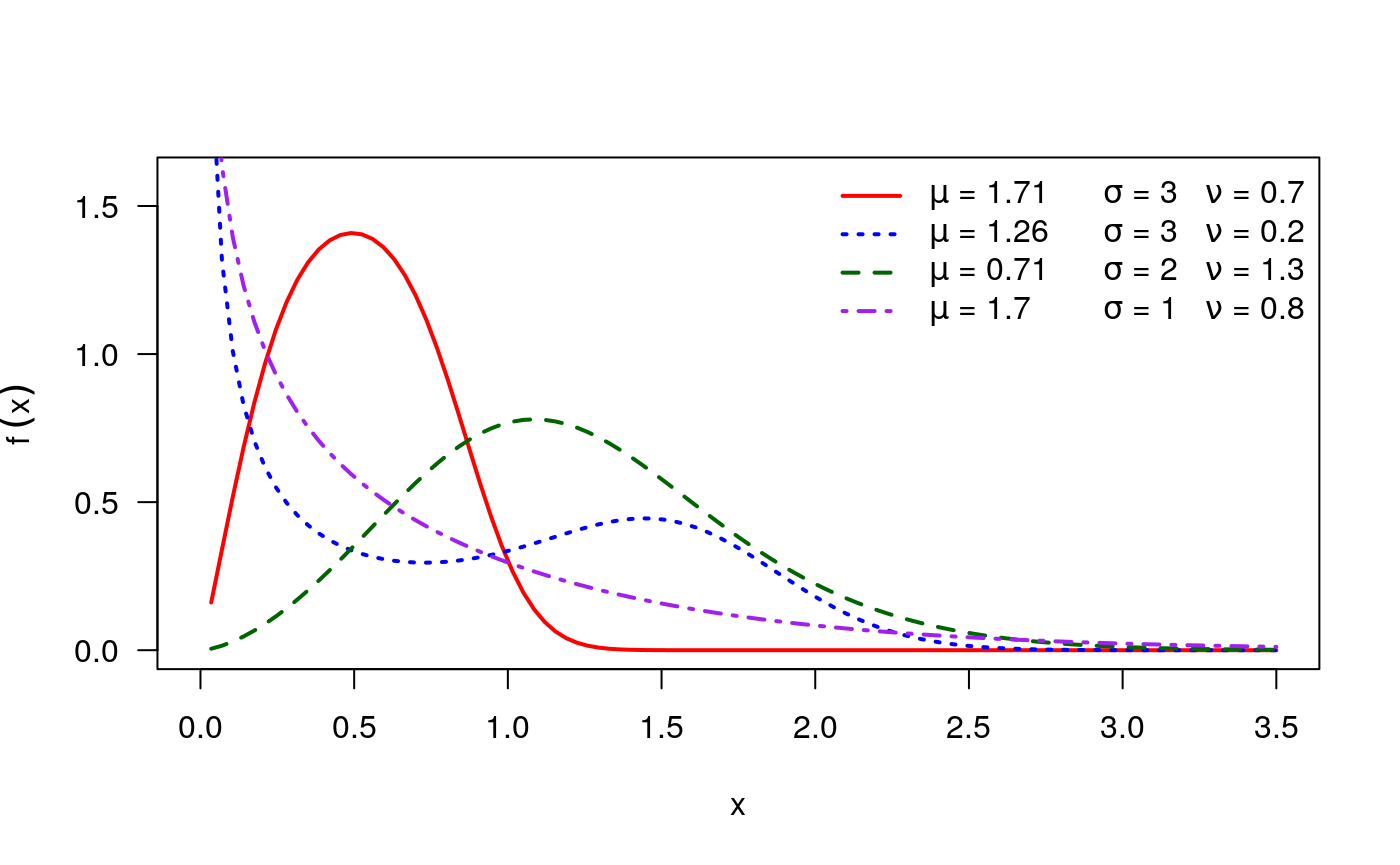 μ = 1.71 σ = 3 ν = 0.7
μ = 1.26 σ = 3 ν = 0.2
μ = 0.71 σ = 2 ν = 1.3
μ = 1.7 σ = 1 ν = 0.8
1.5
1.0
0.5
0.0
f (x)
0.0 0.5 1.0 1.5 2.0 2.5 3.0 3.5
x